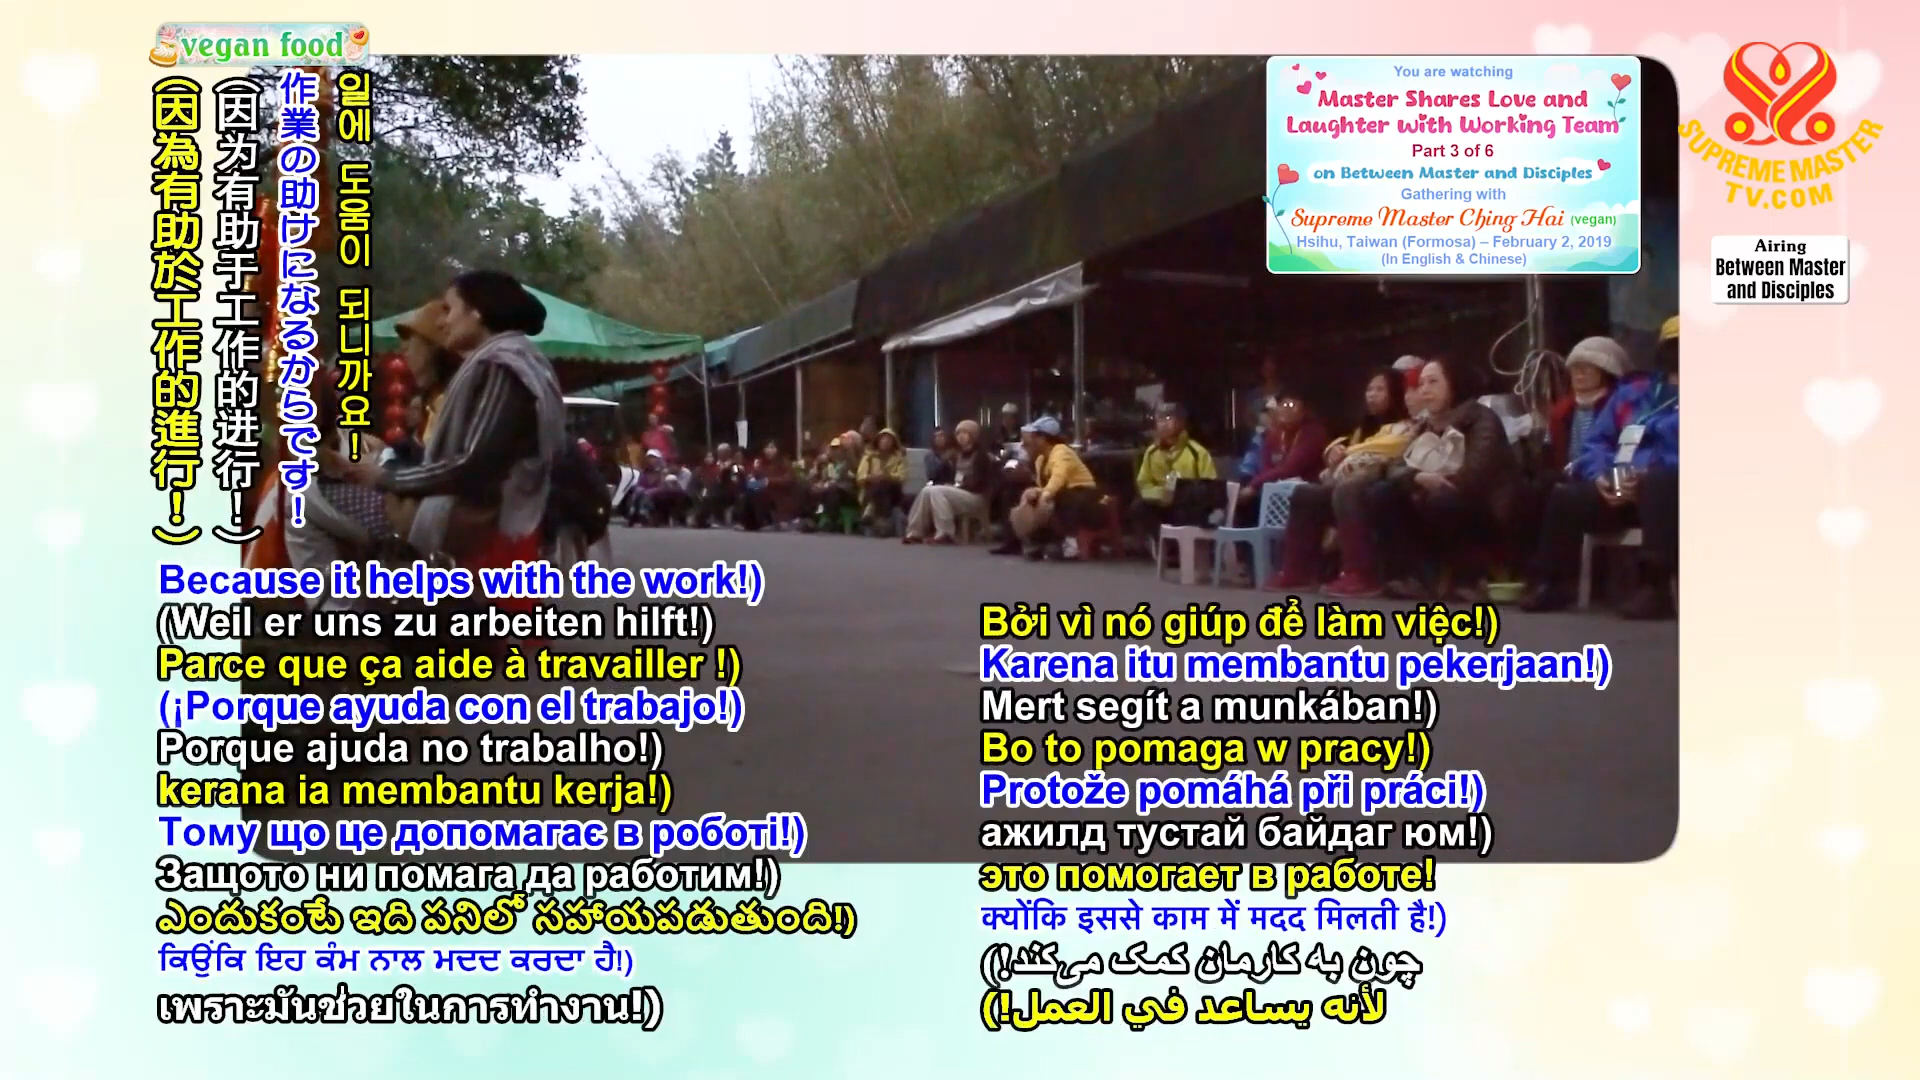 vegan food
(因為有助於工作的進行！)
(因为有助于工作的进行！)
作業の助けになるからです！
일에 도움이 되니까요！
You are watching
Master Shares Love and
Laughter with Working Team
Part 3 of 6
on Between Master and Disciples
Gathering with
Supreme Master Ching Hai (vegan)
Hsihu, Taiwan (Formosa) – February 2, 2019
(In English & Chinese)
SUPREME MASTER
TV.COM
Airing
Between Master
and Disciples
Because it helps with the work!)
(Weil er uns zu arbeiten hilft!)
Parce que ça aide à travailler !)
(¡Porque ayuda con el trabajo!)
Porque ajuda no trabalho!)
kerana ia membantu kerja!)
Тому що це допомагає в роботі!)
Защото ни помага да работим!)
ఎందుకంటే ఇది పనిలో సహాయపడుతుంది!)
ਕਿਉਂਕਿ ਇਹ ਕੰਮ ਨਾਲ ਮਦਦ ਕਰਦਾ ਹੈ!)
เพราะมันช่วยในการทำงาน!)
Bởi vì nó giúp để làm việc!)
Karena itu membantu pekerjaan!)
Mert segít a munkában!)
Bo to pomaga w pracy!)
Protože pomáhá při práci!)
ажилд тустай байдаг юм!)
это помогает в работе!
क्योंकि इससे काम में मदद मिलती है!)
چون به کارمان کمک می‌کند!)
لأنه يساعد في العمل!)